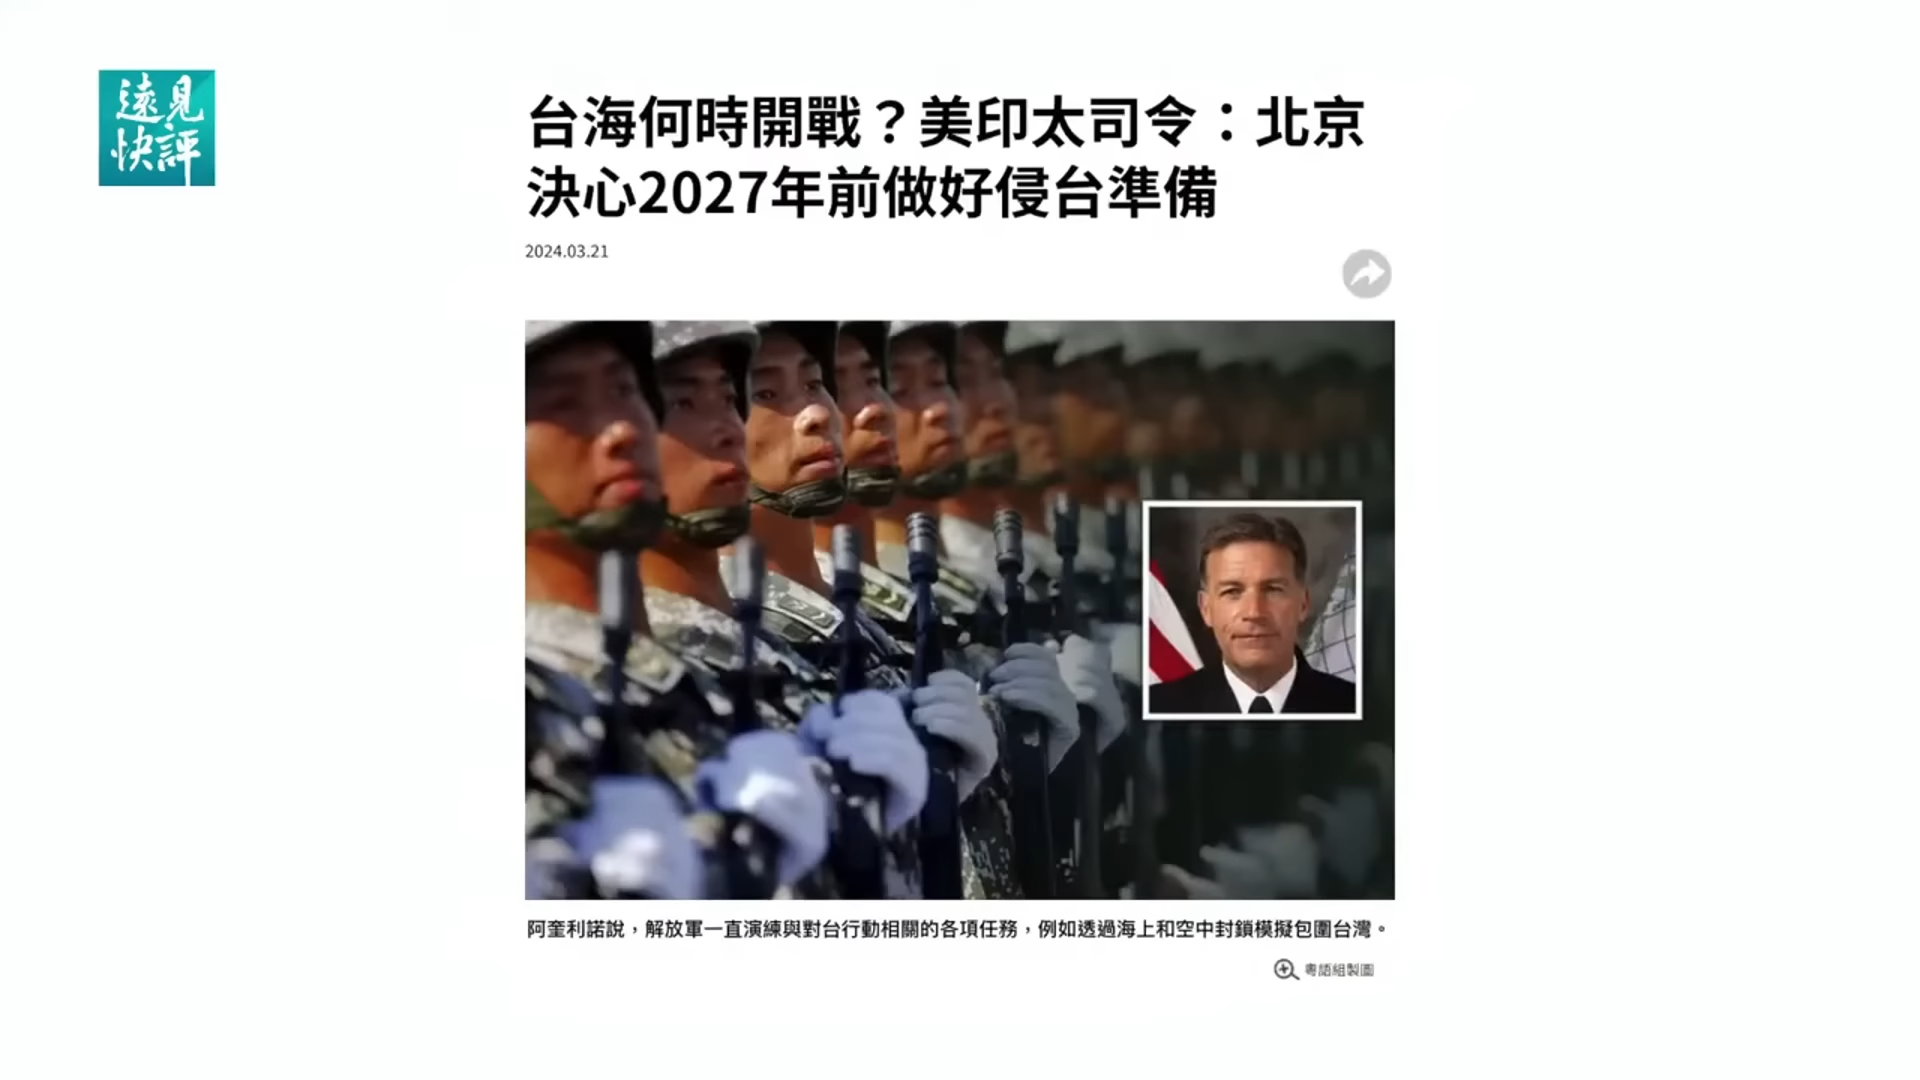 遠見
快評
台海何時開戰？美印太司令：北京
決心2027年前做好侵台準備
2024.03.21
阿奎利諾說，解放軍一直演練與對台行動相關的各項任務，例如透過海上和空中封鎖模擬包圍台灣。
粵語組製圖